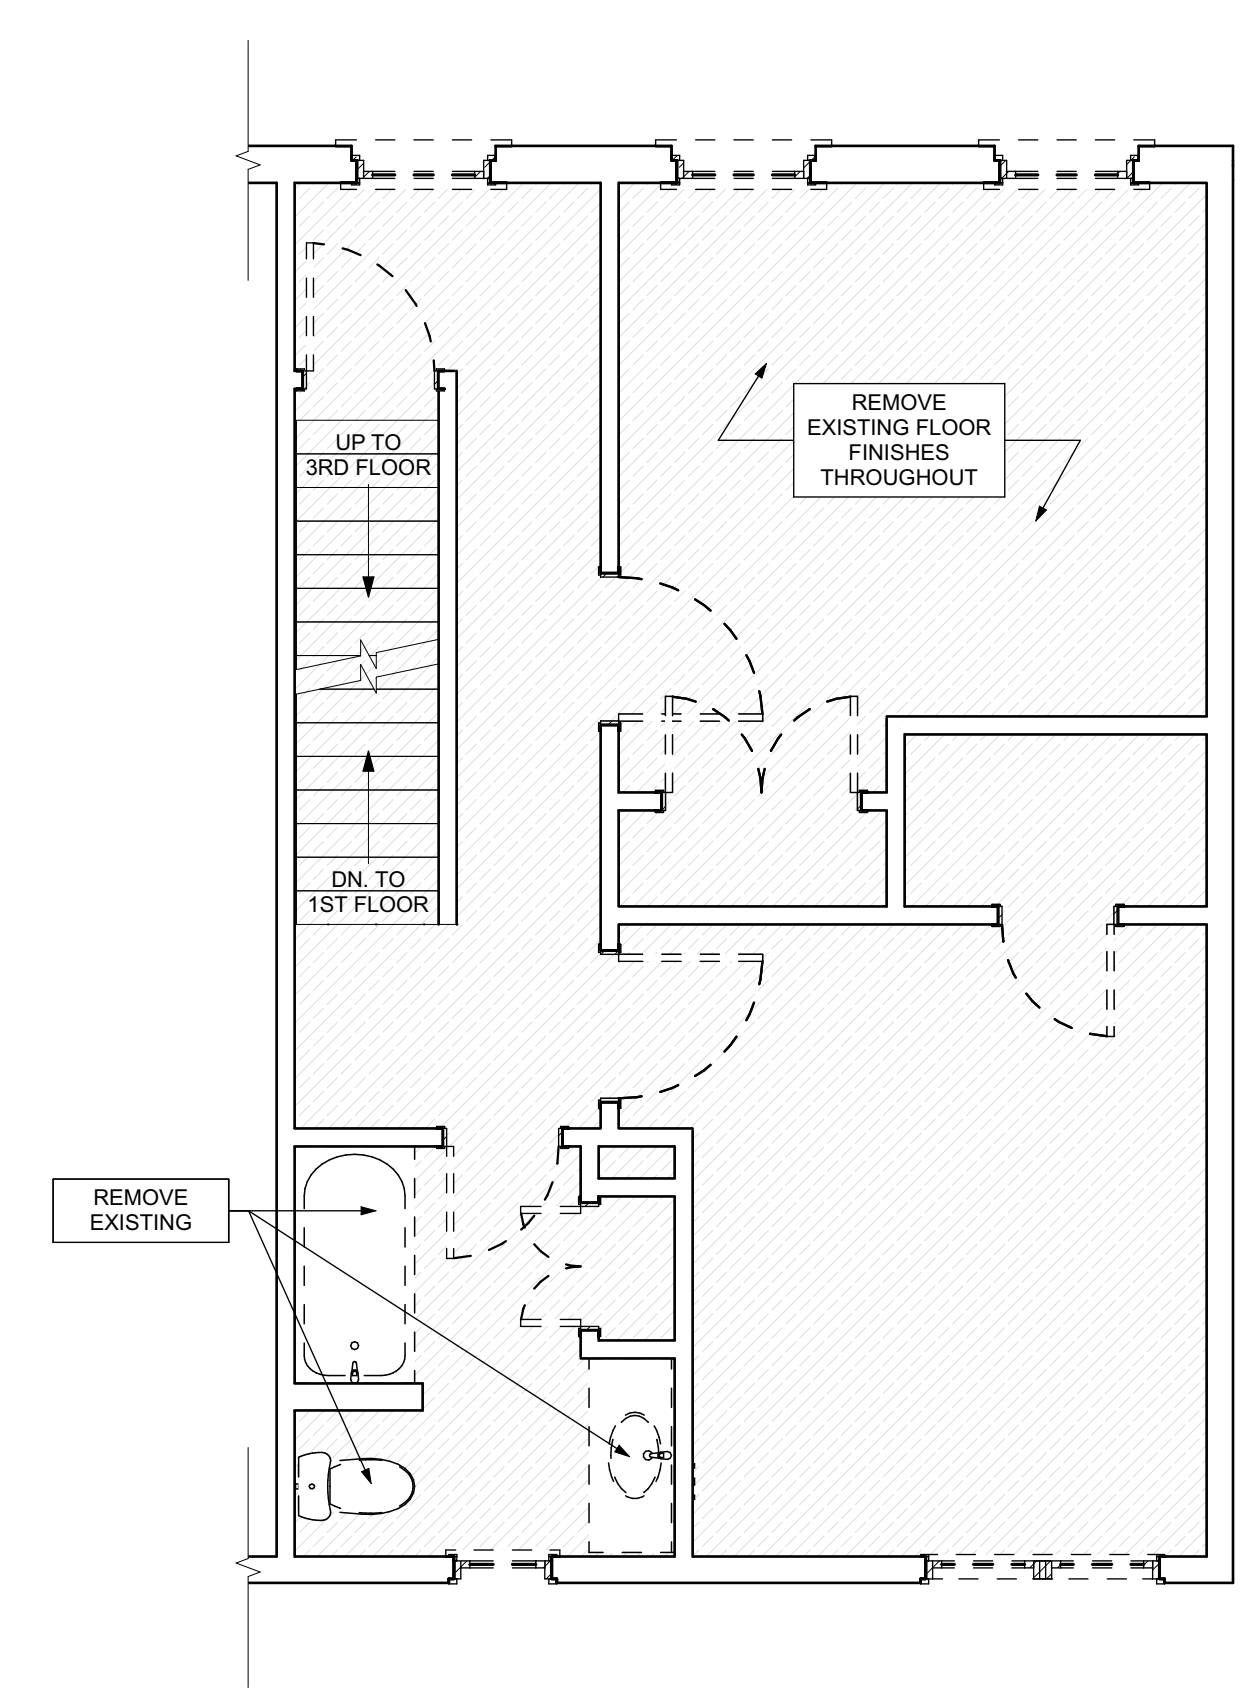 UP TO
3RD FLOOR
REMOVE
EXISTING FLOOR
FINISHES
THROUGHOUT
DN. TO
1ST FLOOR
REMOVE
EXISTING